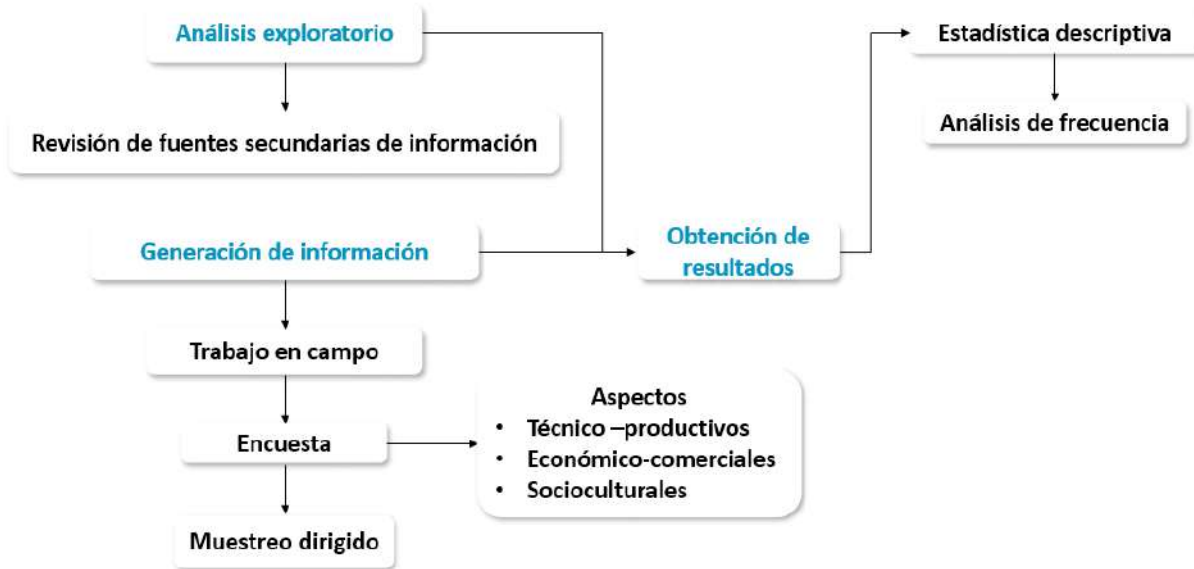 Análisis exploratorio
Revisión de fuentes secundarias de información
Generación de información
Trabajo en campo
Encuesta
Muestreo dirigido
Aspectos
• Técnico –productivos
• Económico-comerciales
• Socioculturales
Obtención de
resultados
Estadística descriptiva
Análisis de frecuencia